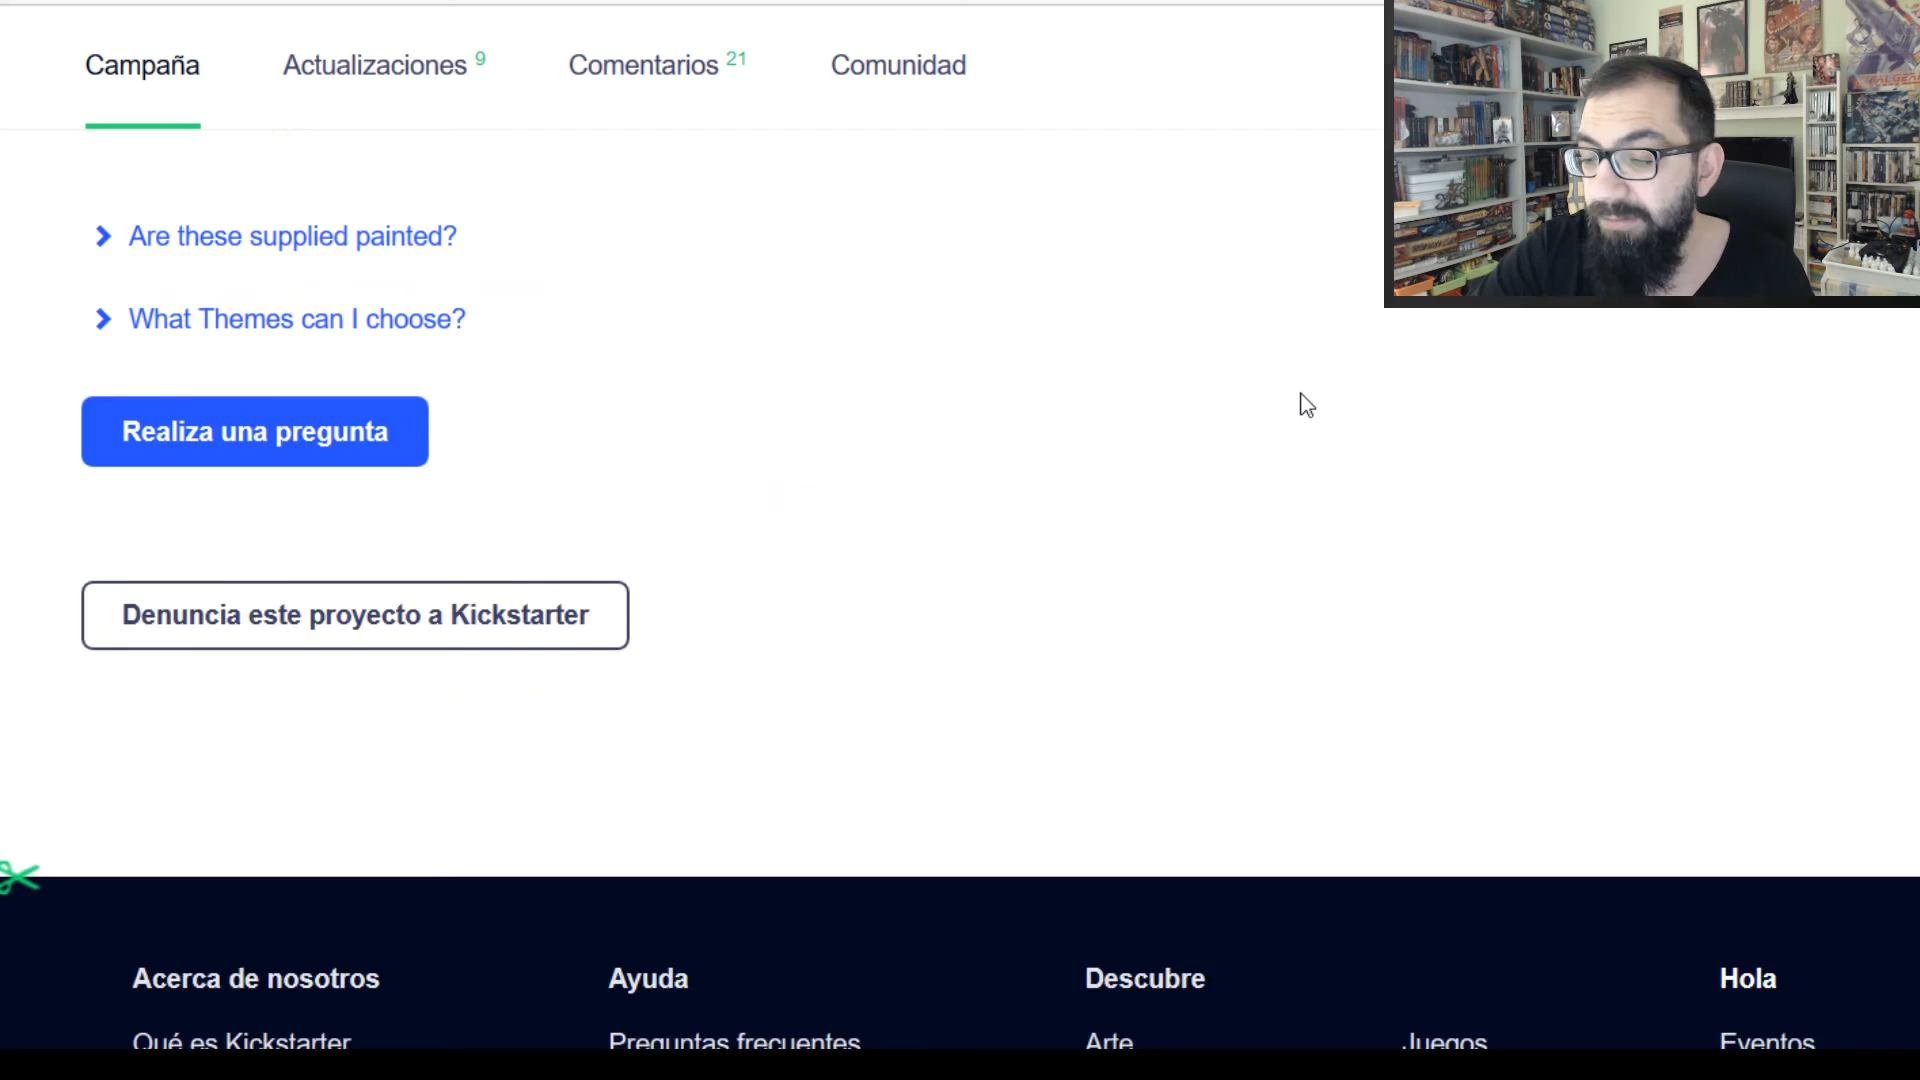 Campaña
Actualizaciones 9
Comentarios 21
Comunidad
Are these supplied painted?
What Themes can I choose?
Realiza una pregunta
Denuncia este proyecto a Kickstarter
Acerca de nosotros
Ayuda
Descubre
Hola
Qué es Kickstarter
Preguntas frecuentes
Arte
Juegos
Eventos